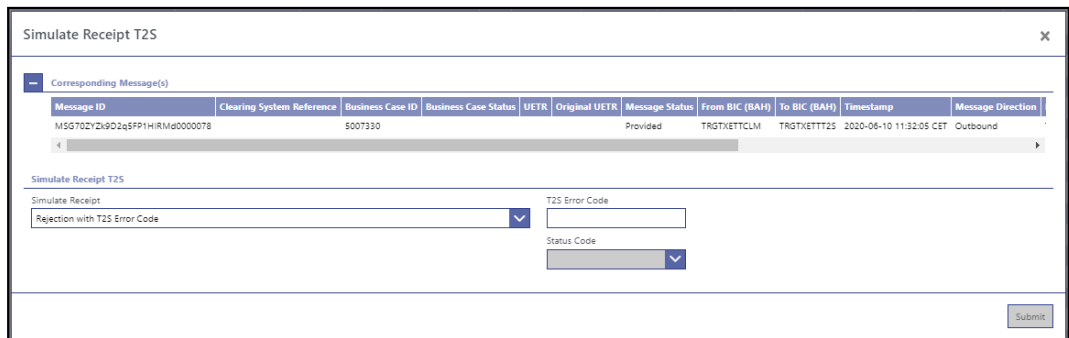 Simulate Receipt T2S
Corresponding Message(s)
Message ID Clearing System Reference Business Case ID Business Case Status UETR Original UETR Message Status From BIC (BAH) To BIC (BAH) Timestamp Message Direction
MSG70ZYZk9D2q5FP1HIRMd0000078 5007330 Provided TRGTXETTCLM TRGTXETTT2S 2020-06-10 11:32:05 CET Outbound
Simulate Receipt T2S
Simulate Receipt T2S Error Code
Rejection with T2S Error Code
Status Code
Submit